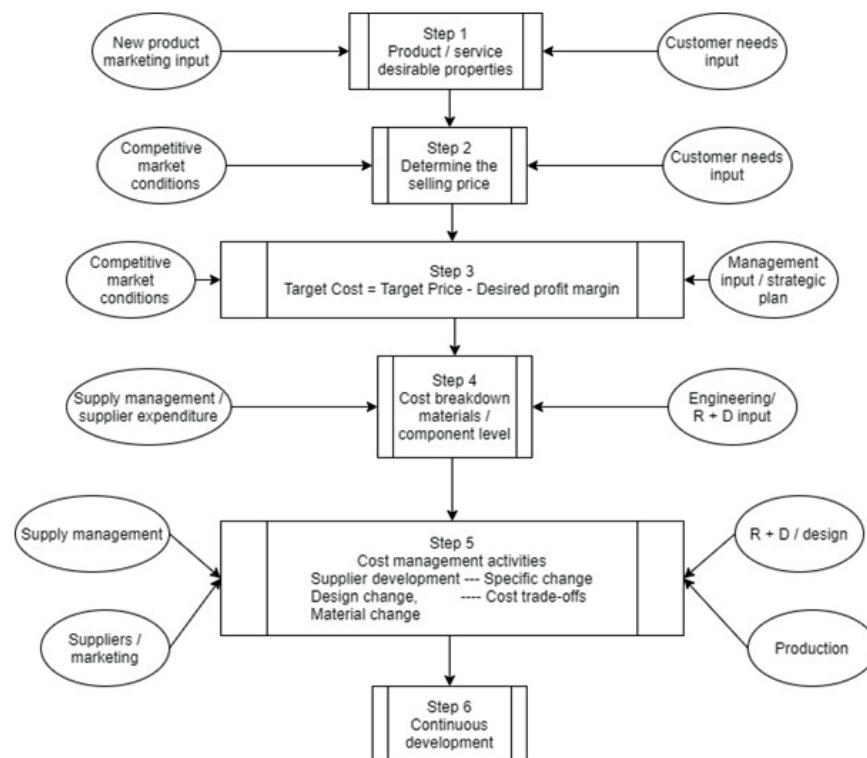 New product
marketing input
Step 1
Product / service
desirable properties
Customer needs
input
Competitive
market
conditions
Step 2
Determine the
selling price
Customer needs
input
Competitive
market
conditions
Step 3
Target Cost = Target Price - Desired profit margin
Management
input / strategic
plan
Supply management /
supplier expenditure
Step 4
Cost breakdown
materials /
component level
Engineering/
R + D input
Supply management
Suppliers /
marketing
Step 5
Cost management activities
Supplier development --- Specific change
Design change, ---- Cost trade-offs
Material change
R + D / design
Production
Step 6
Continuous
development